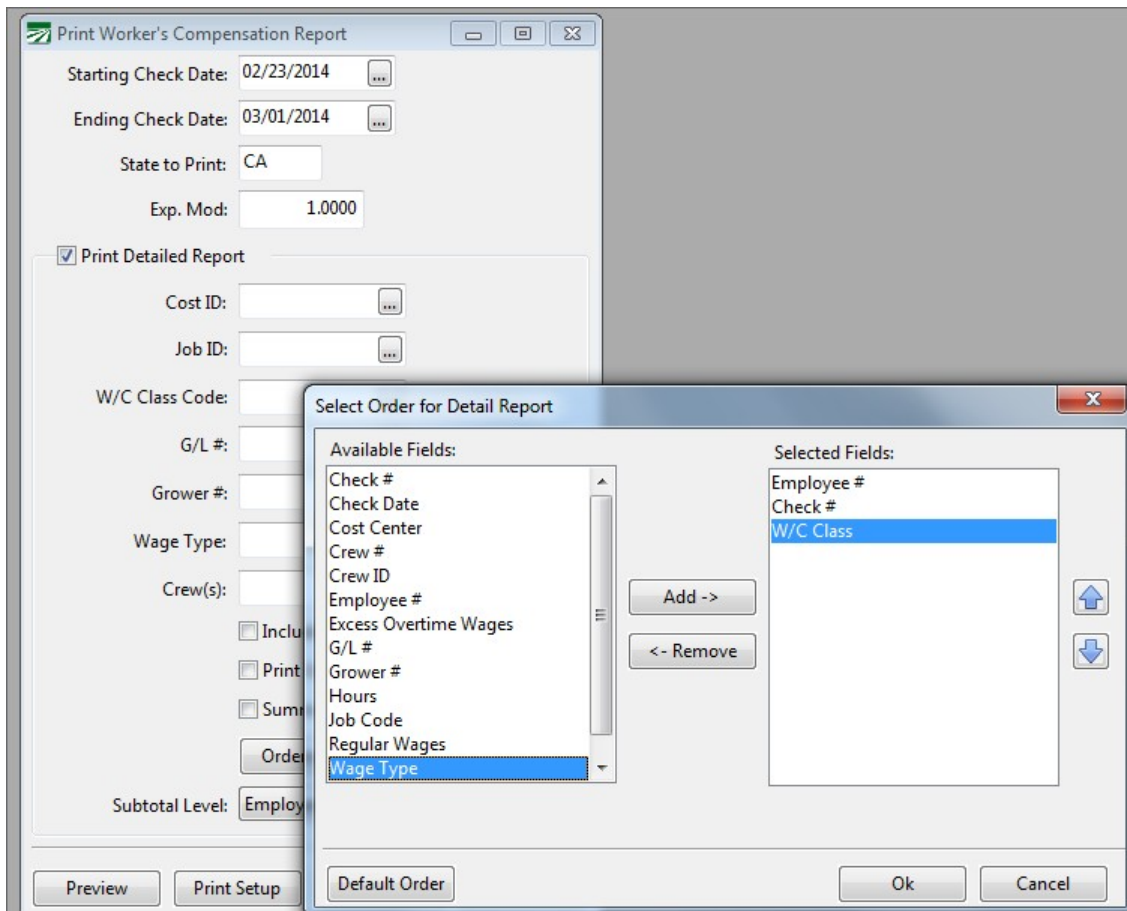 Print Worker's Compensation Report
Starting Check Date: 02/23/2014 ...
Ending Check Date: 03/01/2014 ...
State to Print: CA
Exp. Mod: 1.0000
Print Detailed Report
Cost ID: ...
Job ID: ...
W/C Class Code:
G/L #:
Grower #:
Wage Type:
Crew(s):
Print
Subtotal Level:
Preview
Print Setup
Select Order for Detail Report
Available Fields:
Check #
Check Date
Cost Center
Crew #
Crew ID
Employee #
Excess Overtime Wages
G/L #
Grower #
Hours
Job Code
Regular Wages
Wage Type
Add ->
<- Remove
Selected Fields:
Employee #
Check #
W/C Class
Default Order
Ok
Cancel